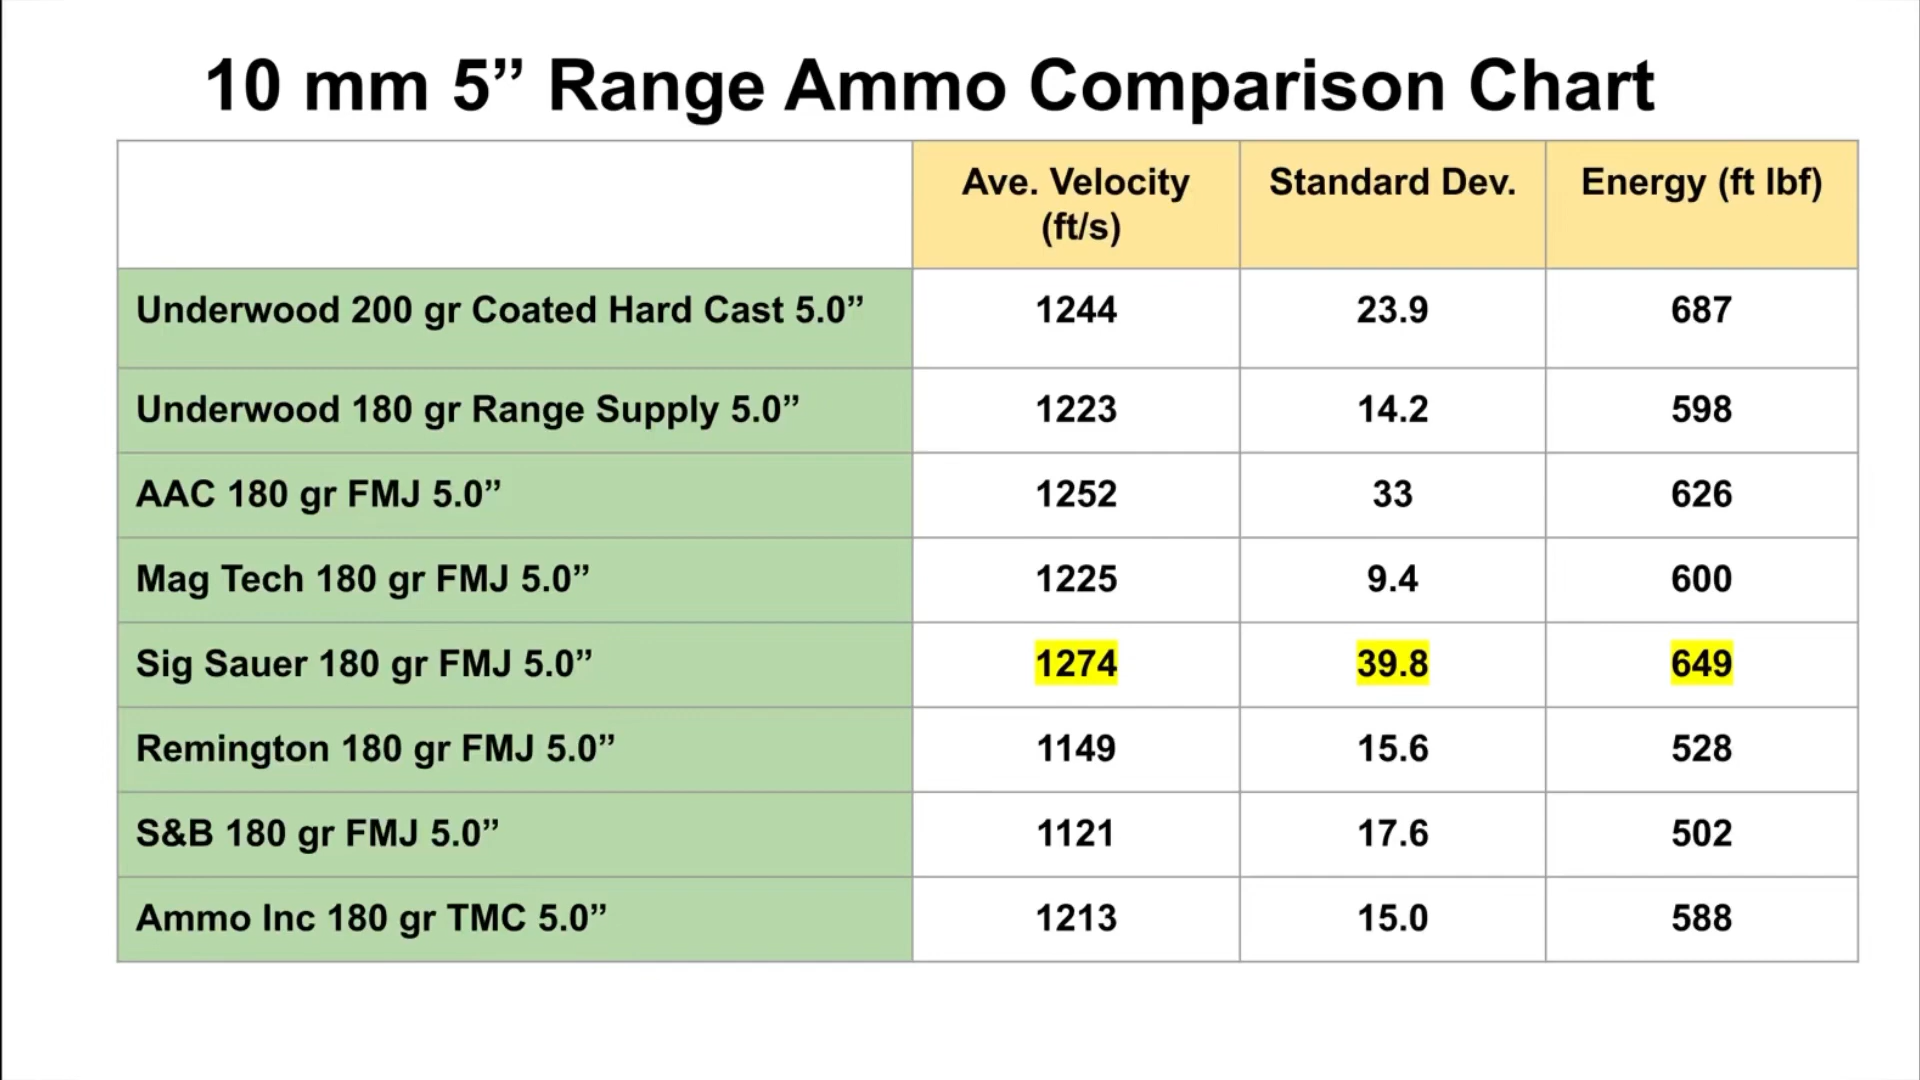 10 mm 5” Range Ammo Comparison Chart
Ave. Velocity (ft/s) Standard Dev. Energy (ft lbf)
Underwood 200 gr Coated Hard Cast 5.0” 1244 23.9 687
Underwood 180 gr Range Supply 5.0” 1223 14.2 598
AAC 180 gr FMJ 5.0” 1252 33 626
Mag Tech 180 gr FMJ 5.0” 1225 9.4 600
Sig Sauer 180 gr FMJ 5.0” 1274 39.8 649
Remington 180 gr FMJ 5.0” 1149 15.6 528
S&B 180 gr FMJ 5.0” 1121 17.6 502
Ammo Inc 180 gr TMC 5.0” 1213 15.0 588